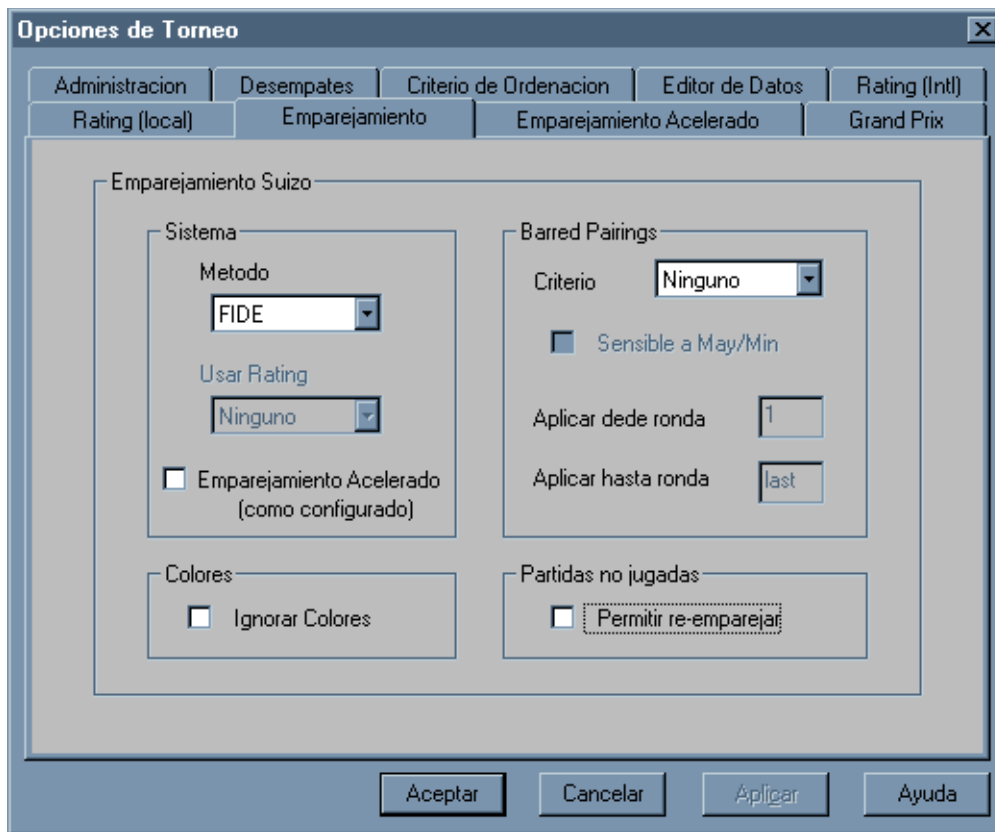 Opciones de Torneo
Administracion Desempates Criterio de Ordenacion Editor de Datos Rating (Intl)
Rating (local) Emparejamiento Emparejamiento Acelerado Grand Prix
Emparejamiento Suizo
Sistema
Metodo
FIDE
Usar Rating
Ninguno
Emparejamiento Acelerado
(como configurado)
Barred Pairings
Criterio Ninguno
Sensible a May/Min
Aplicar dede ronda 1
Aplicar hasta ronda last
Colores
Ignorar Colores
Partidas no jugadas
Permitir re-emparejar
Aceptar Cancelar Aplicar Ayuda